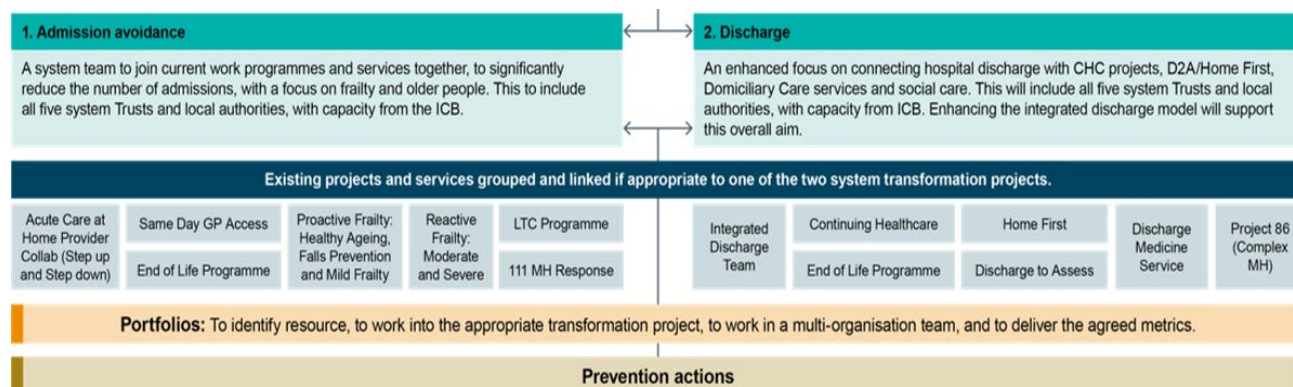 1. Admission avoidance
A system team to join current work programmes and services together, to significantly
reduce the number of admissions, with a focus on frailty and older people. This to include
all five system Trusts and local authorities, with capacity from the ICB.
2. Discharge
An enhanced focus on connecting hospital discharge with CHC projects, D2A/Home First,
Domiciliary Care services and social care. This will include all five system Trusts and local
authorities, with capacity from ICB. Enhancing the integrated discharge model will support
this overall aim.
Existing projects and services grouped and linked if appropriate to one of the two system transformation projects.
Acute Care at
Home Provider
Collab (Step up
and Step down)
Same Day GP Access
End of Life Programme
Proactive Frailty:
Healthy Ageing,
Falls Prevention
and Mild Frailty
Reactive
Frailty:
Moderate
and Severe
LTC Programme
111 MH Response
Integrated
Discharge
Team
Continuing Healthcare
End of Life Programme
Home First
Discharge to Assess
Discharge
Medicine
Service
Project 86
(Complex
MH)
Portfolios: To identify resource, to work into the appropriate transformation project, to work in a multi-organisation team, and to deliver the agreed metrics.
Prevention actions